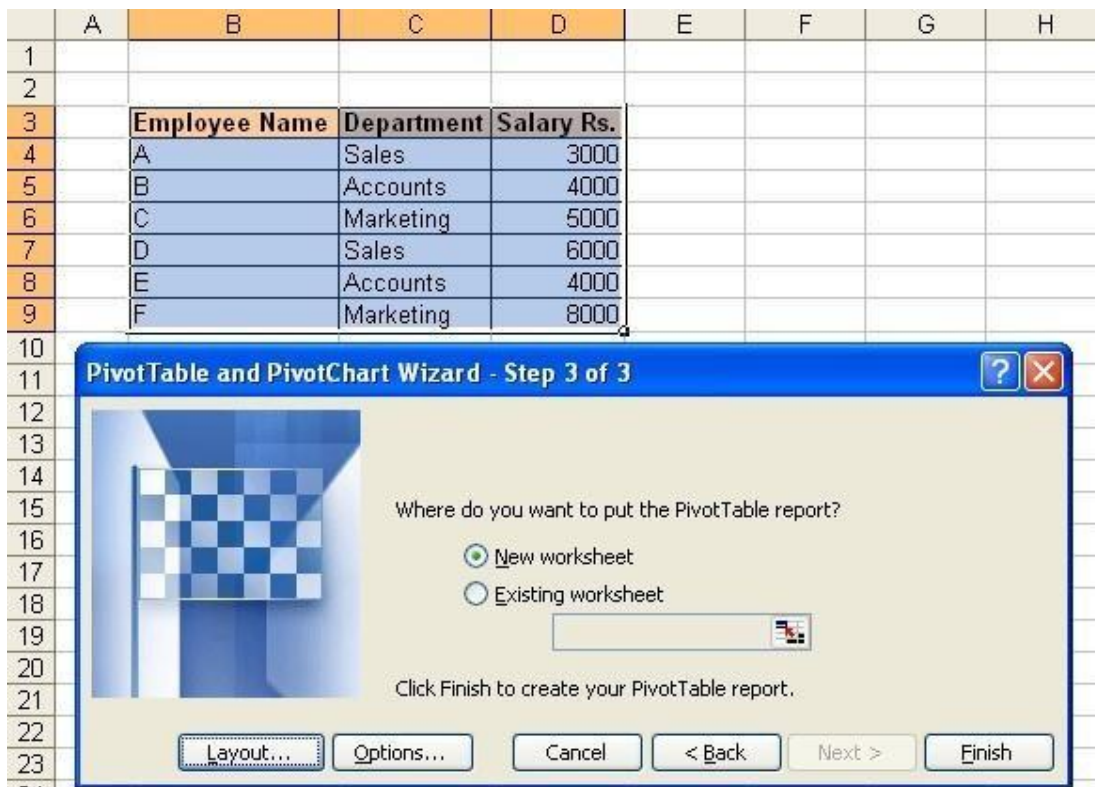 A B C D E F G H
1
2
3 Employee Name Department Salary Rs.
4 A Sales 3000
5 B Accounts 4000
6 C Marketing 5000
7 D Sales 6000
8 E Accounts 4000
9 F Marketing 8000
10
11 PivotTable and PivotChart Wizard - Step 3 of 3 ?
12
13
14
15 Where do you want to put the PivotTable report?
16
17 New worksheet
18 Existing worksheet
19
20
21 Click Finish to create your PivotTable report.
22
23 Layout... Options... Cancel < Back Next > Finish